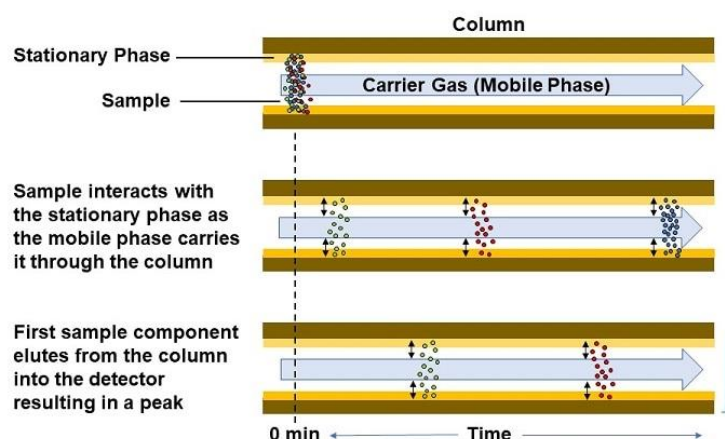 Column
Stationary Phase
Carrier Gas (Mobile Phase)
Sample
Sample interacts with
the stationary phase as
the mobile phase carries
it through the column
First sample component
elutes from the column
into the detector
resulting in a peak
0 min
Time